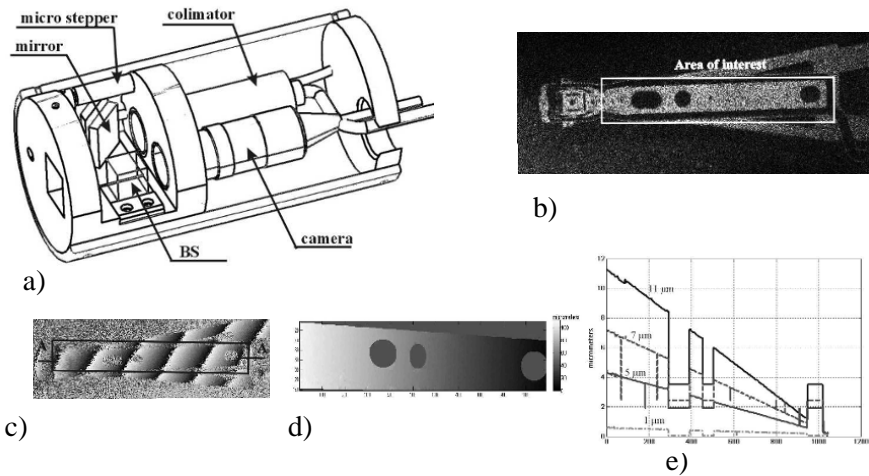 micro stepper
mirror
colimator
BS
camera
a)
Area of interest
b)
A
A
c)
d)
micrometers
12
10
8
6
4
2
0
0
200
400
600
800
1000
1200
11 μm
7 μm
5 μm
1 μm
e)